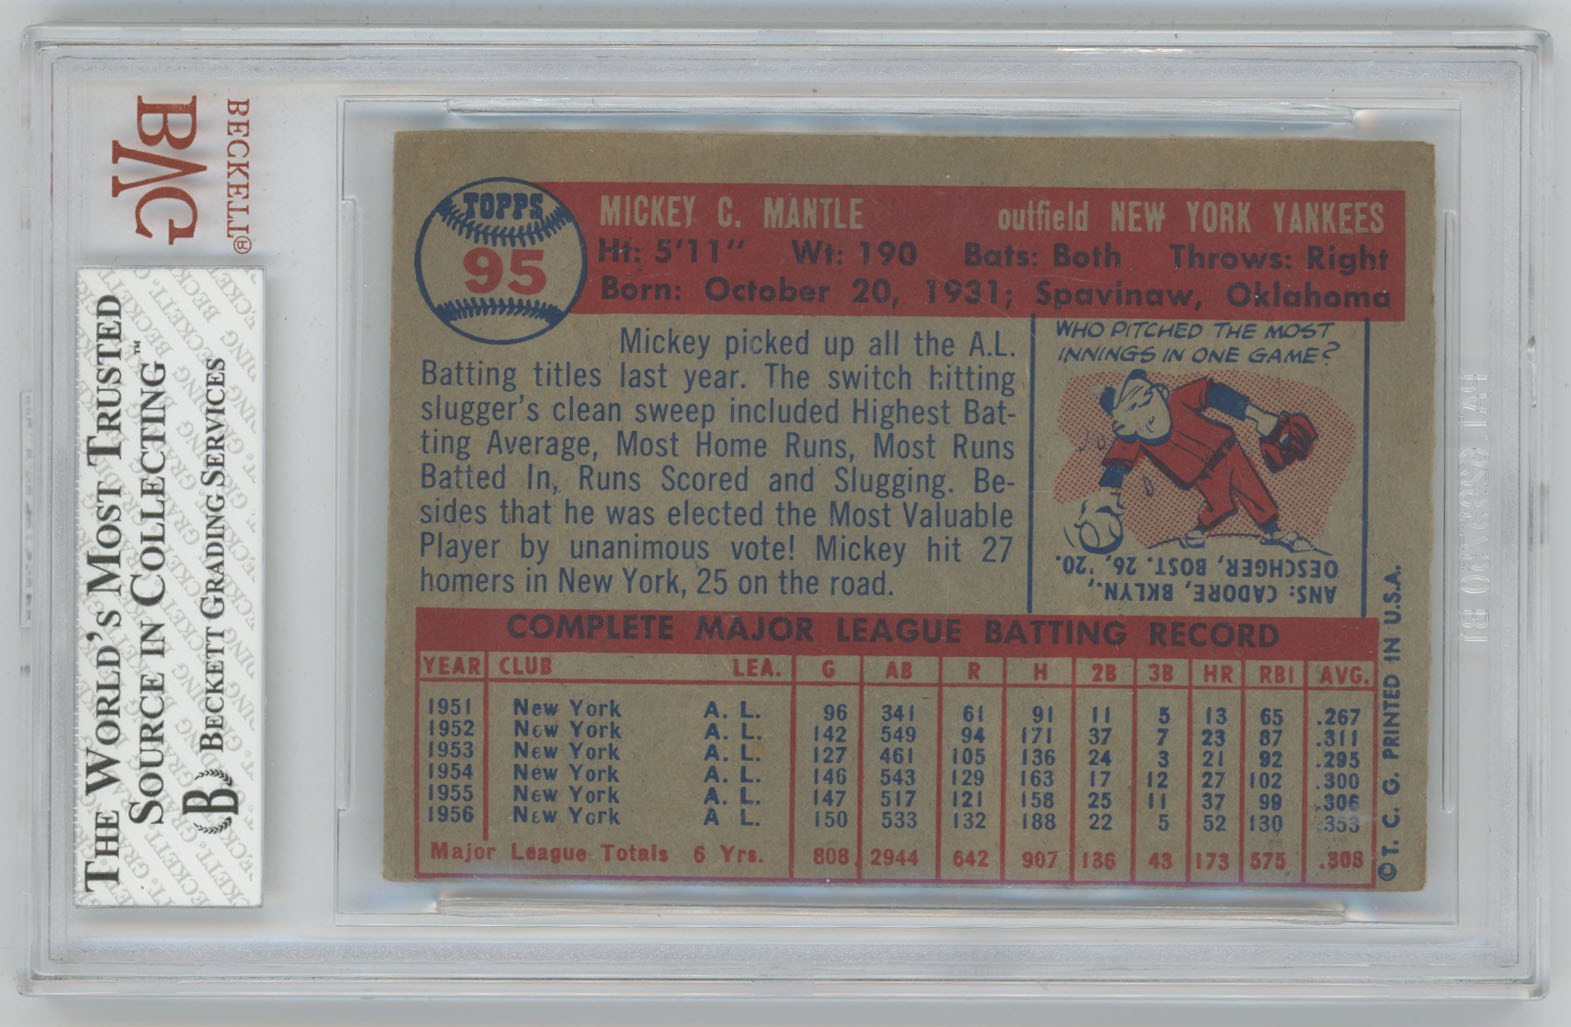 BECKETT®
BVG
THE WORLD'S MOST TRUSTED
SOURCE IN COLLECTING™
B BECKETT GRADING SERVICES
TOPPS
95
MICKEY C. MANTLE outfield NEW YORK YANKEES
Ht: 5'11" Wt: 190 Bats: Both Throws: Right
Born: October 20, 1931; Spavinaw, Oklahoma
Mickey picked up all the A.L.
Batting titles last year. The switch hitting
slugger's clean sweep included Highest Bat-
ting Average, Most Home Runs, Most Runs
Batted In, Runs Scored and Slugging. Be-
sides that he was elected the Most Valuable
Player by unanimous vote! Mickey hit 27
homers in New York, 25 on the road.
WHO PITCHED THE MOST
INNINGS IN ONE GAME?
ANS: CADORE, BKLYN.,
OESCHGER, BOST. 26, '20.
COMPLETE MAJOR LEAGUE BATTING RECORD
YEAR CLUB LEA. G AB R H 2B 3B HR RBI AVG.
1951 New York A. L. 96 341 61 91 11 5 13 65 .267
1952 New York A. L. 142 549 94 171 37 7 23 87 .311
1953 New York A. L. 127 461 105 136 24 3 21 92 .295
1954 New York A. L. 146 543 129 163 17 12 27 102 .300
1955 New York A. L. 147 517 121 158 25 11 37 99 .306
1956 New York A L. 150 533 132 188 22 5 52 130 .353
Major League Totals 6 Yrs. 808 2944 642 907 136 43 173 575 .308
©T. C. G. PRINTED IN U.S.A.